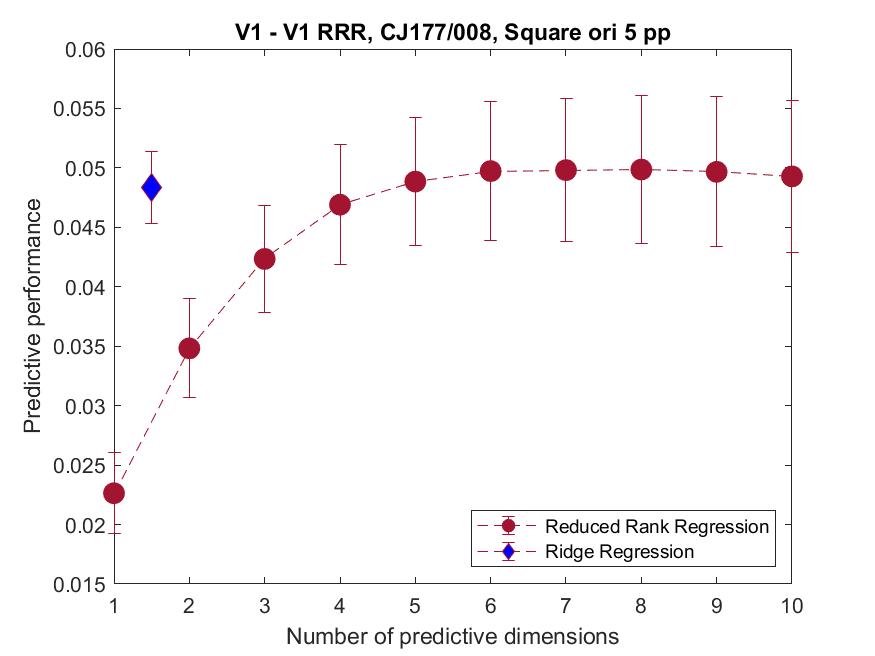 V1 - V1 RRR, CJ177/008, Square ori 5 pp
0.06
0.055
0.05
0.045
0.04
0.035
0.03
0.025
0.02
0.015
Predictive performance
Reduced Rank Regression
Ridge Regression
1 2 3 4 5 6 7 8 9 10
Number of predictive dimensions